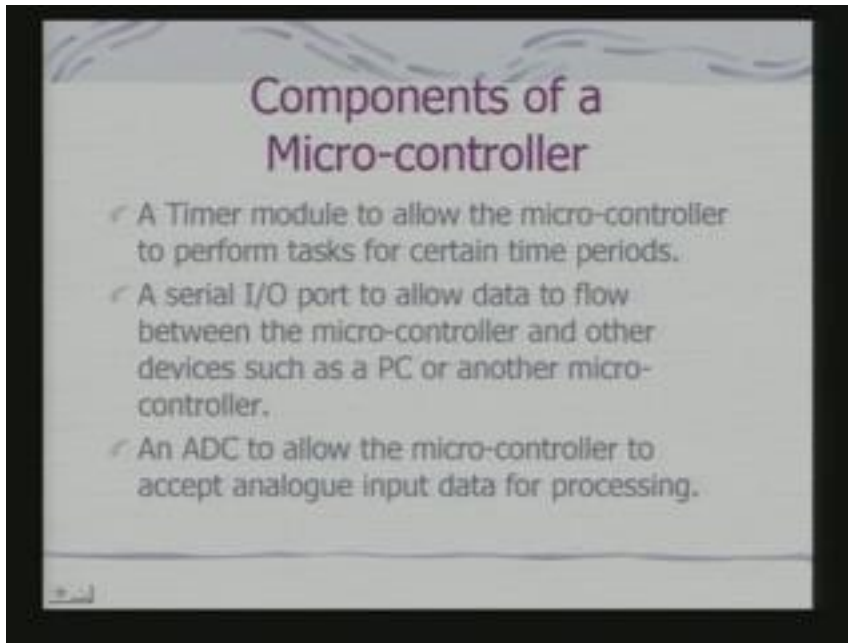 Components of a
Micro-controller
A Timer module to allow the micro-controller
to perform tasks for certain time periods.
A serial I/O port to allow data to flow
between the micro-controller and other
devices such as a PC or another micro-
controller.
An ADC to allow the micro-controller to
accept analogue input data for processing.